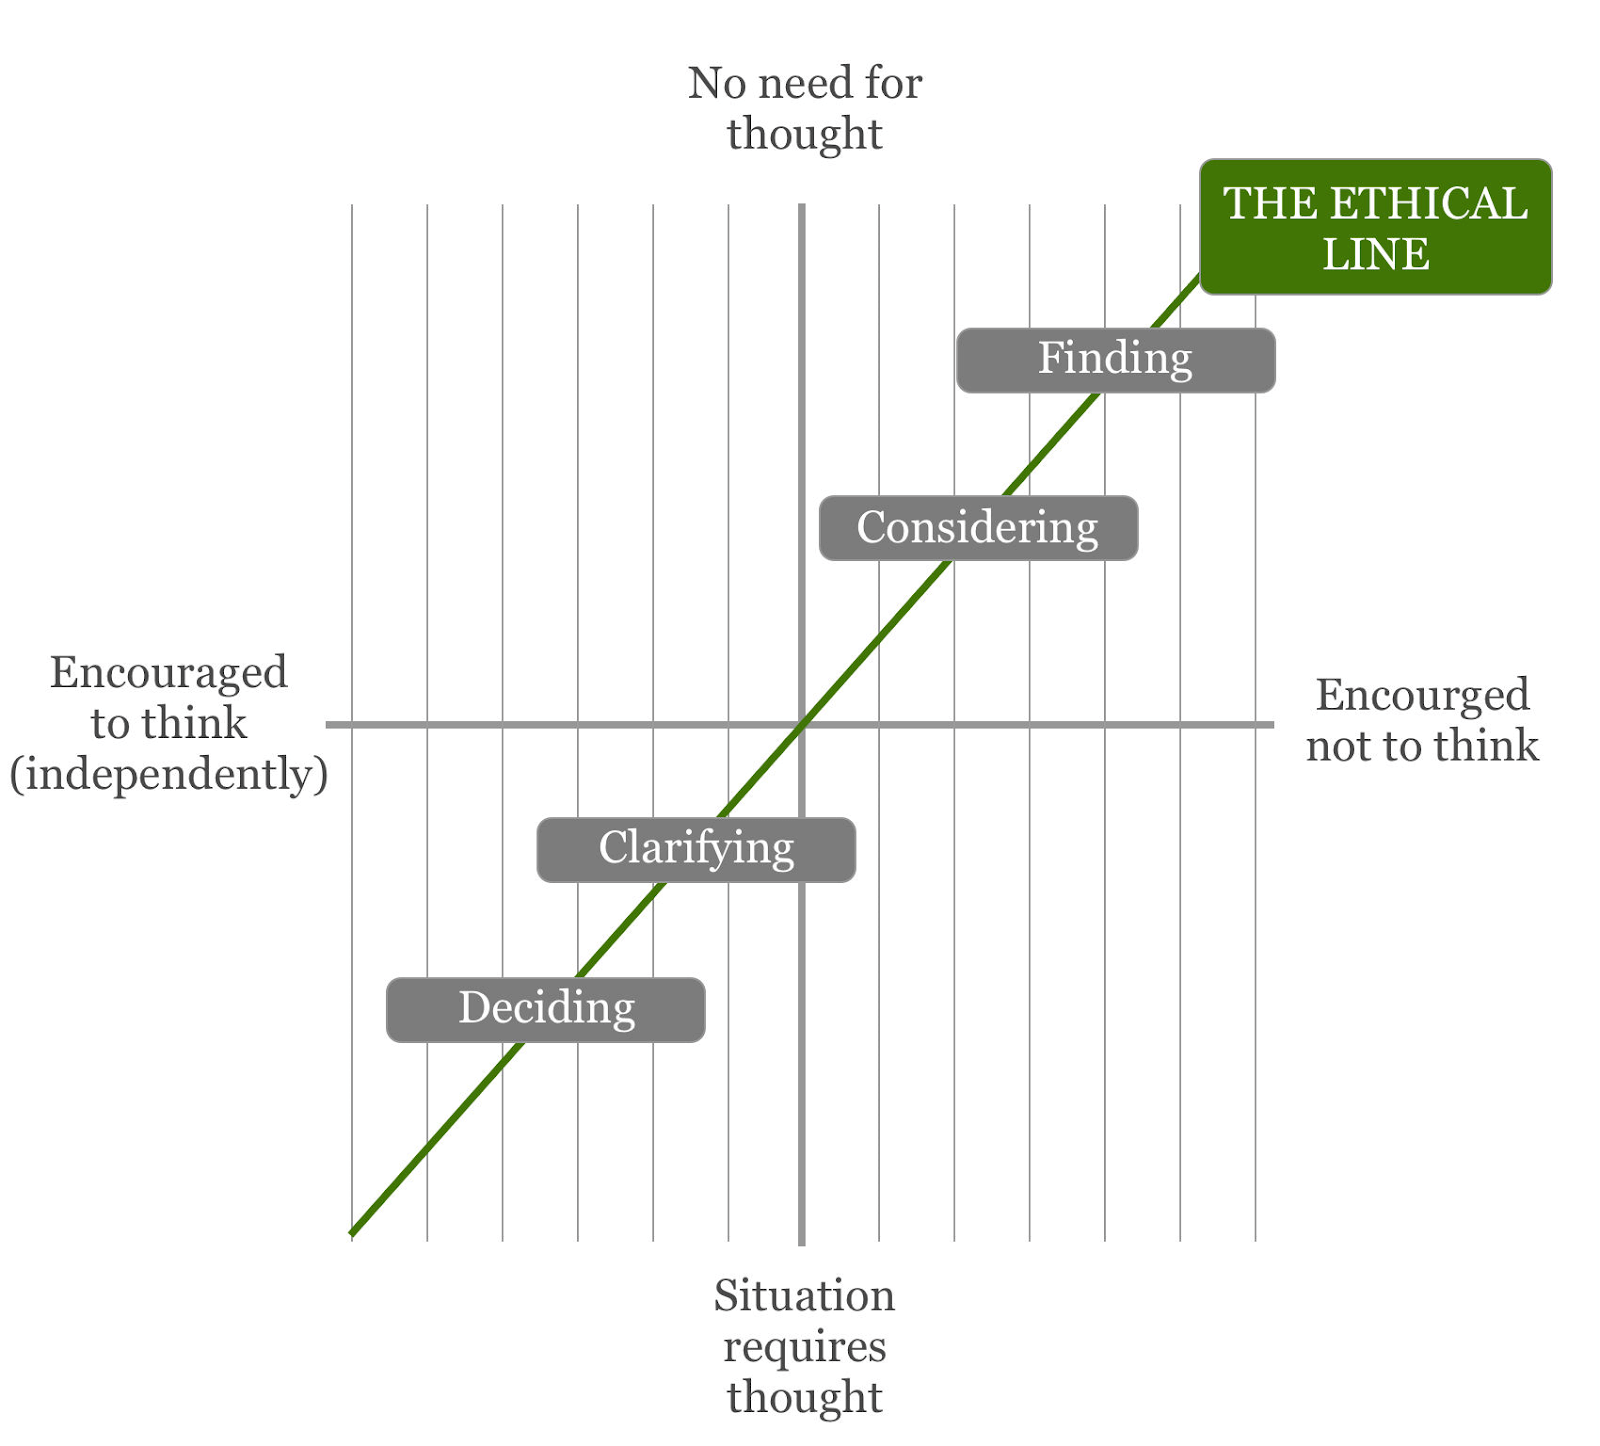 No need for
thought
THE ETHICAL
LINE
Finding
Considering
Encouraged
to think
(independently)
Encourged
not to think
Clarifying
Deciding
Situation
requires
thought